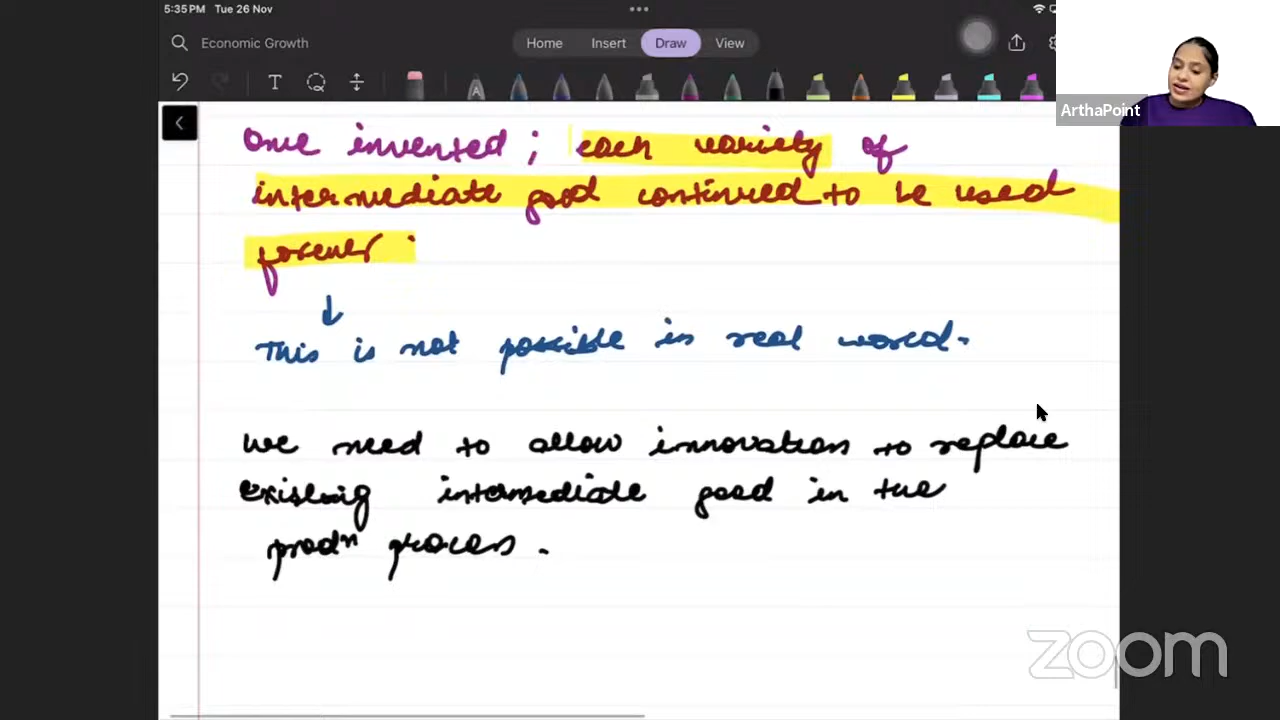 5:35 PM Tue 26 Nov
Economic Growth
Home Insert Draw View
T
A
ArthaPoint
Once invented ; each variety of
intermediate good continued to be used
forever.
↓
This is not possible in real world.
We need to allow innovation to replace
existing intermediate good in the
prodn process.
zoom